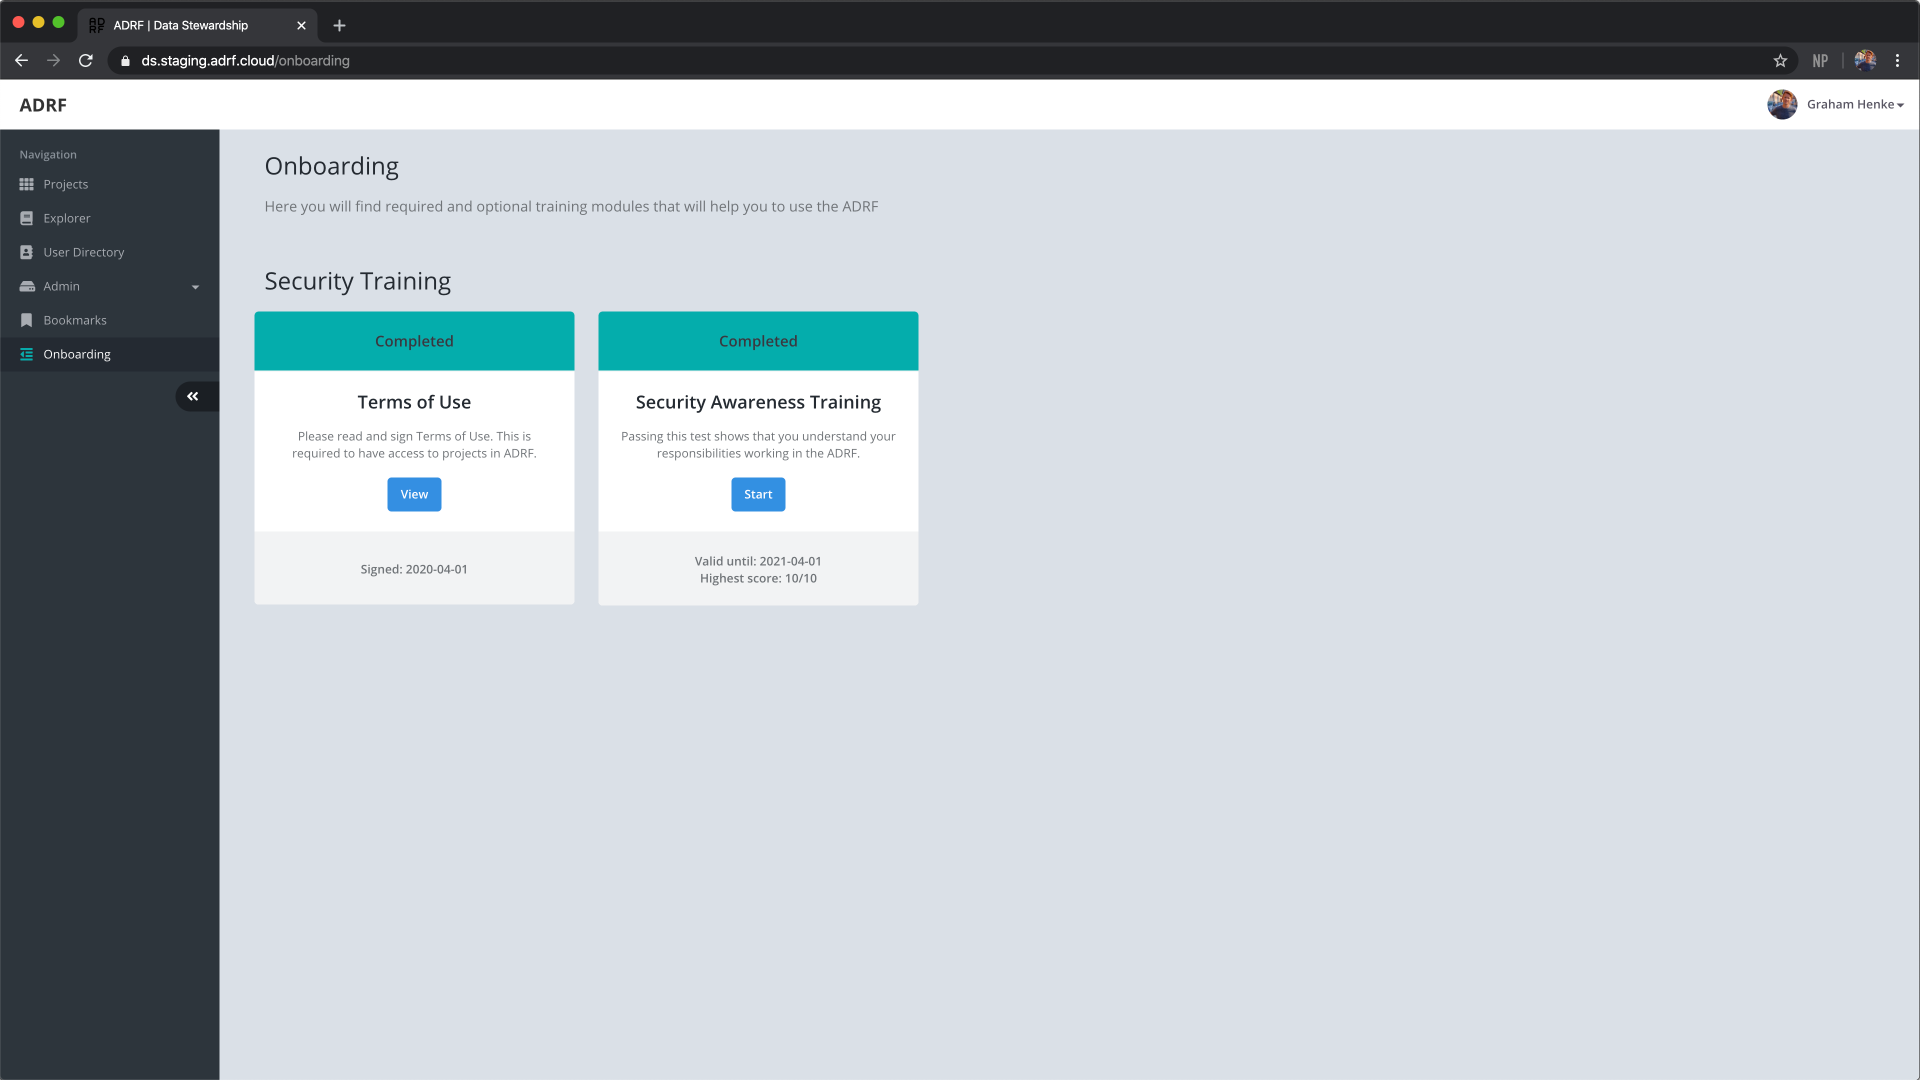 AD
RF
ADRF | Data Stewardship
ds.staging.adrf.cloud/onboarding
NP
ADRF
Graham Henke
Navigation
Projects
Explorer
User Directory
Admin
Bookmarks
Onboarding
Onboarding
Here you will find required and optional training modules that will help you to use the ADRF
Security Training
Completed
Terms of Use
Please read and sign Terms of Use. This is
required to have access to projects in ADRF.
View
Signed: 2020-04-01
Completed
Security Awareness Training
Passing this test shows that you understand your
responsibilities working in the ADRF.
Start
Valid until: 2021-04-01
Highest score: 10/10